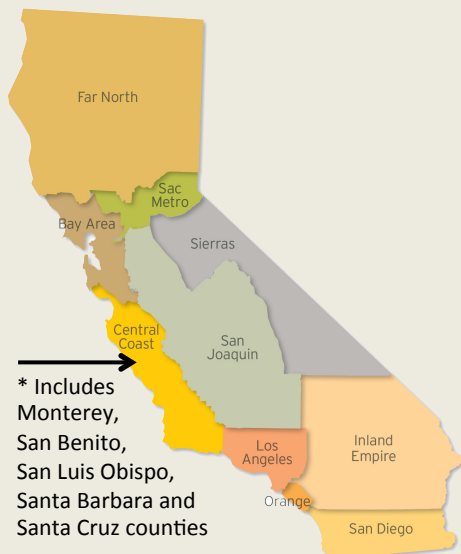 Far North
Sac
Metro
Bay Area
Sierras
Central
Coast
San
Joaquin
* Includes
Monterey,
San Benito,
San Luis Obispo,
Santa Barbara and
Santa Cruz counties
Los
Angeles
Inland
Empire
Orange
San Diego